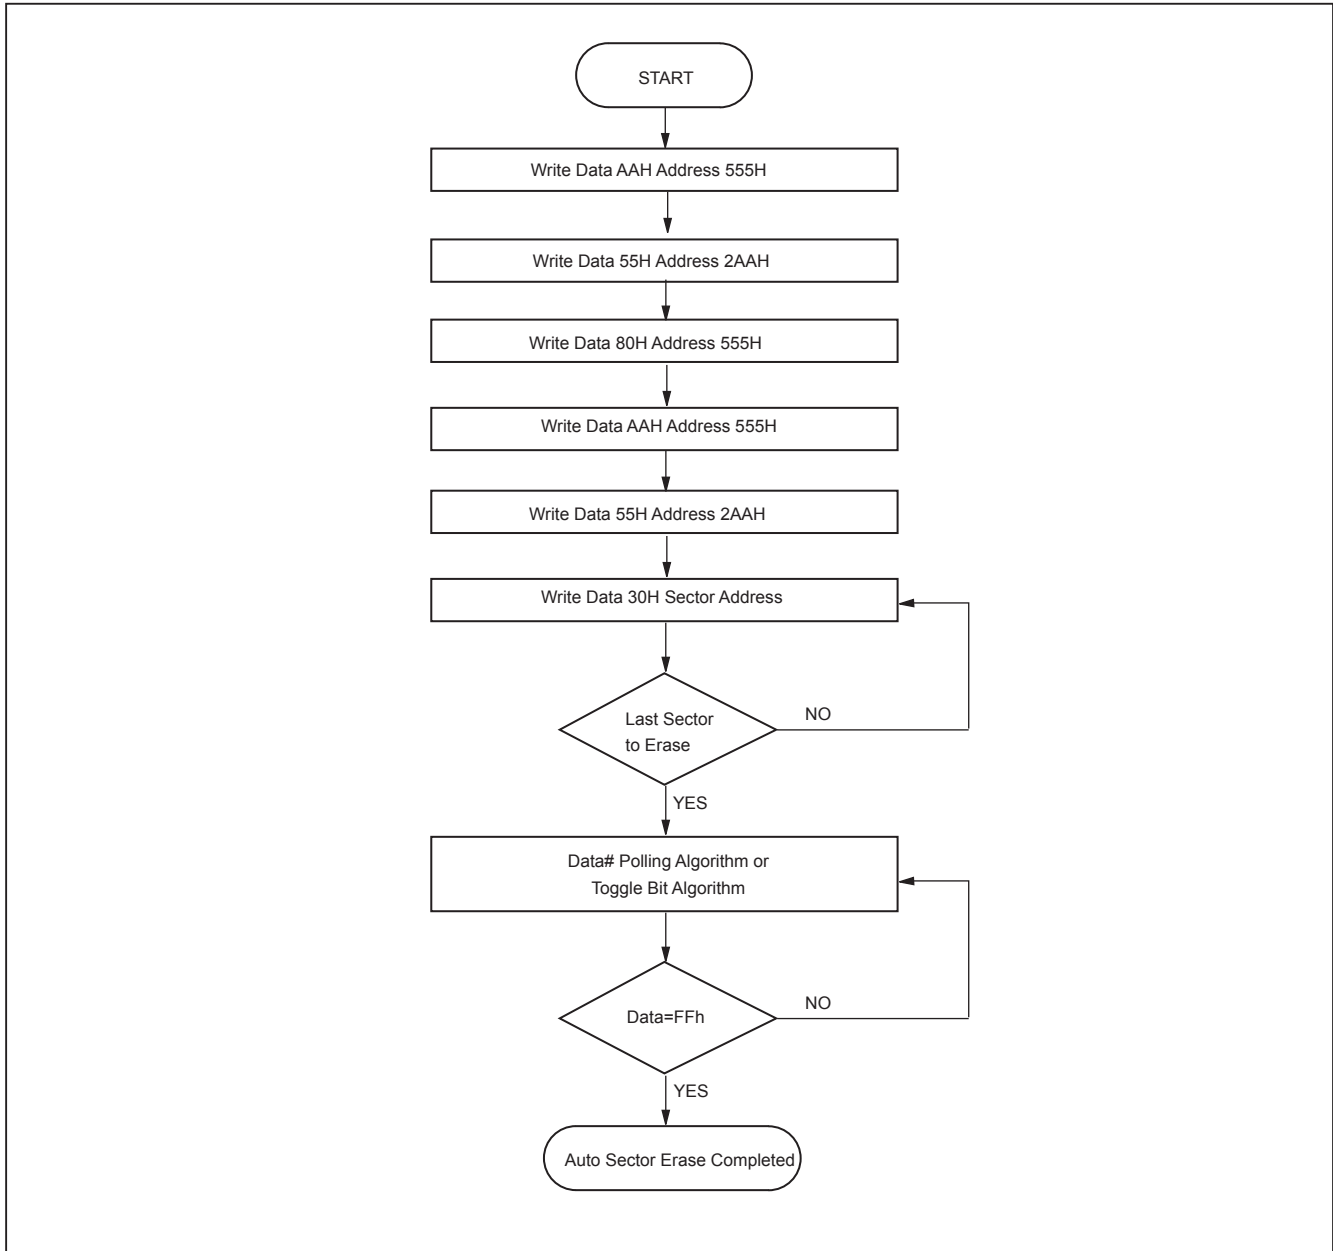 START
Write Data AAH Address 555H
Write Data 55H Address 2AAH
Write Data 80H Address 555H
Write Data AAH Address 555H
Write Data 55H Address 2AAH
Write Data 30H Sector Address
Last Sector
to Erase
NO
YES
Data# Polling Algorithm or
Toggle Bit Algorithm
Data=FFh
NO
YES
Auto Sector Erase Completed